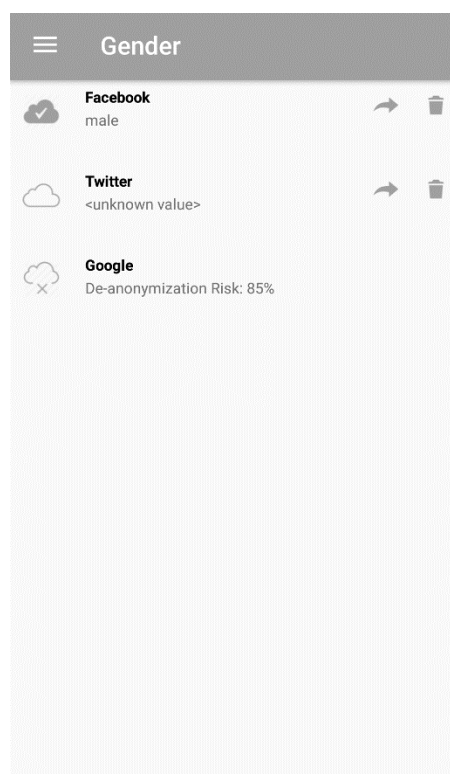 Gender
Facebook
male
Twitter
<unknown value>
Google
De-anonymization Risk: 85%